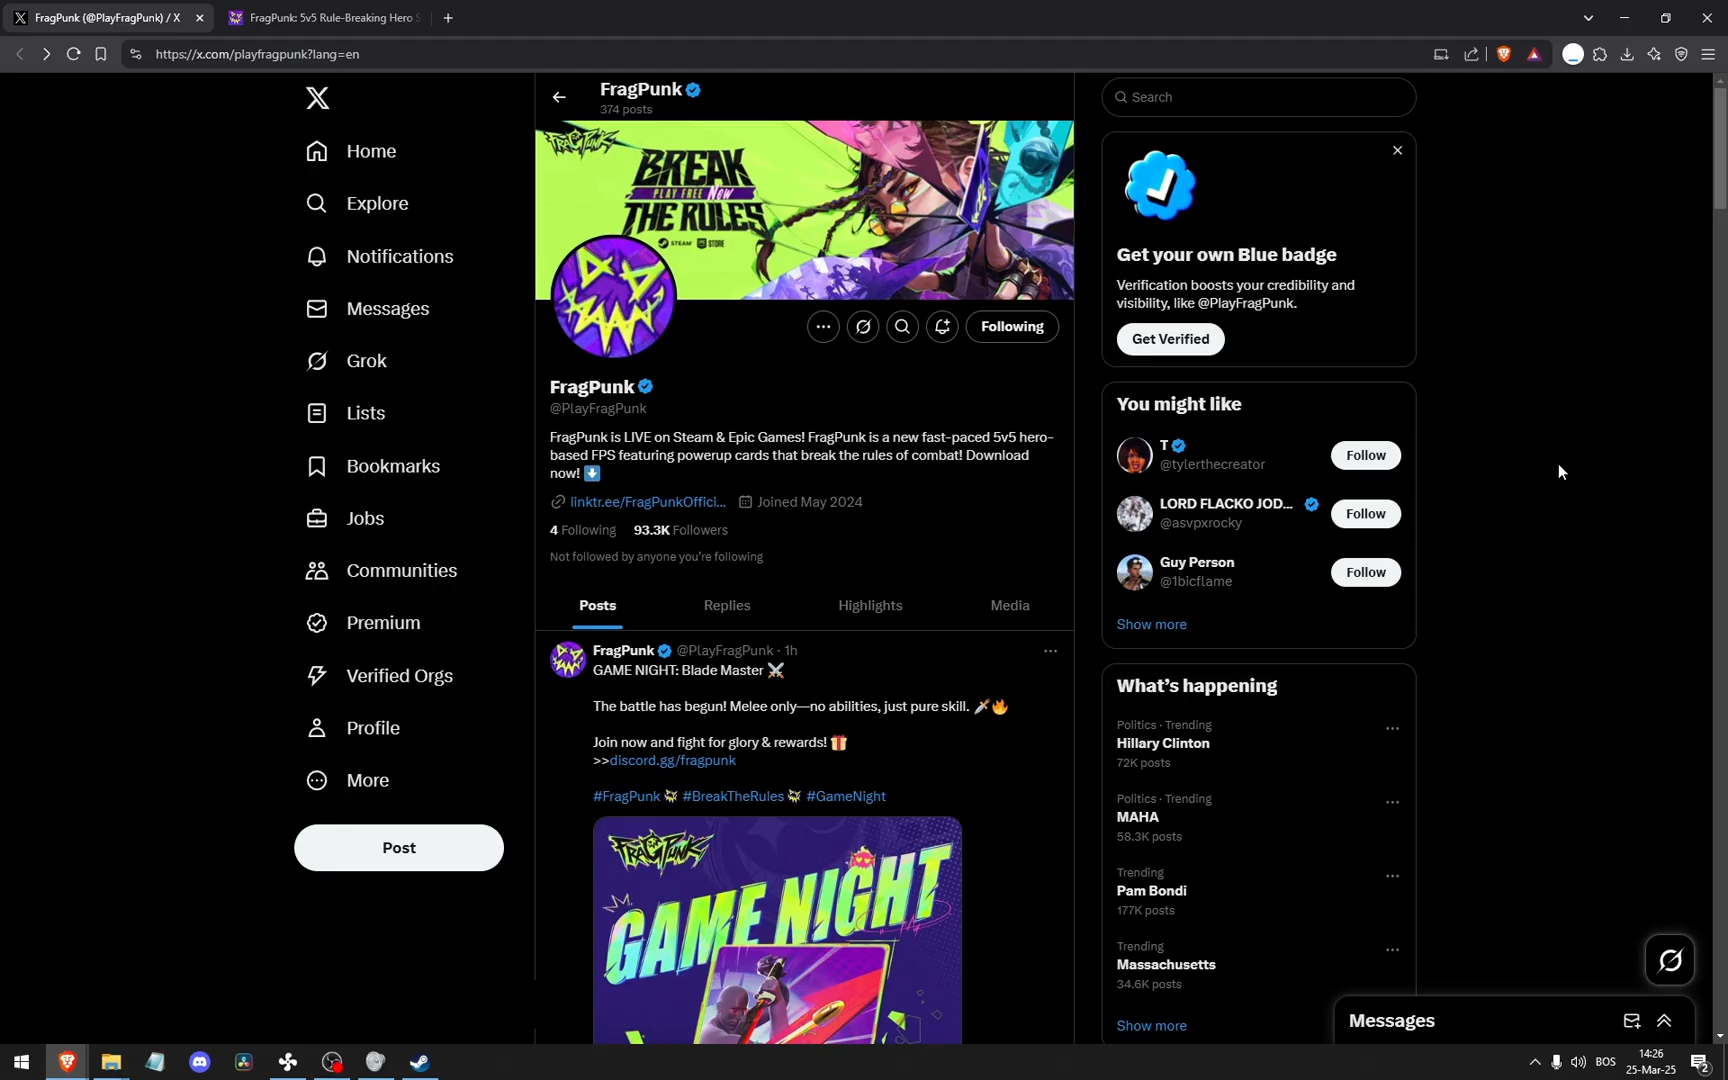 FragPunk (@PlayFragPunk) / X
FragPunk: 5v5 Rule-Breaking Hero S
https://x.com/playfragpunk?lang=en
Home
Explore
Notifications
Messages
Grok
Lists
Bookmarks
Jobs
Communities
Premium
Verified Orgs
Profile
More
Post
FragPunk
374 posts
FRAGPUNK
BREAK
PLAY FREE NOW
THE RULES
STEAM
STORE
Following
FragPunk
@PlayFragPunk
FragPunk is LIVE on Steam & Epic Games! FragPunk is a new fast-paced 5v5 hero-
based FPS featuring powerup cards that break the rules of combat! Download
now! ⬇️
linktr.ee/FragPunkOffici... Joined May 2024
4 Following 93.3K Followers
Not followed by anyone you're following
Posts Replies Highlights Media
FragPunk @PlayFragPunk · 1h
GAME NIGHT: Blade Master ⚔️
The battle has begun! Melee only—no abilities, just pure skill. 🗡️🔥
Join now and fight for glory & rewards! 🎁
>>discord.gg/fragpunk
#FragPunk #BreakTheRules #GameNight
FRAGPUNK
GAME NIGHT
Search
Get your own Blue badge
Verification boosts your credibility and
visibility, like @PlayFragPunk.
Get Verified
You might like
T
@tylerthecreator
Follow
LORD FLACKO JOD...
@asvpxrocky
Follow
Guy Person
@1bicflame
Follow
Show more
What's happening
Politics · Trending
Hillary Clinton
72K posts
Politics · Trending
MAHA
58.3K posts
Trending
Pam Bondi
177K posts
Trending
Massachusetts
34.6K posts
Show more
Messages
BOS
14:26
25-Mar-25
2